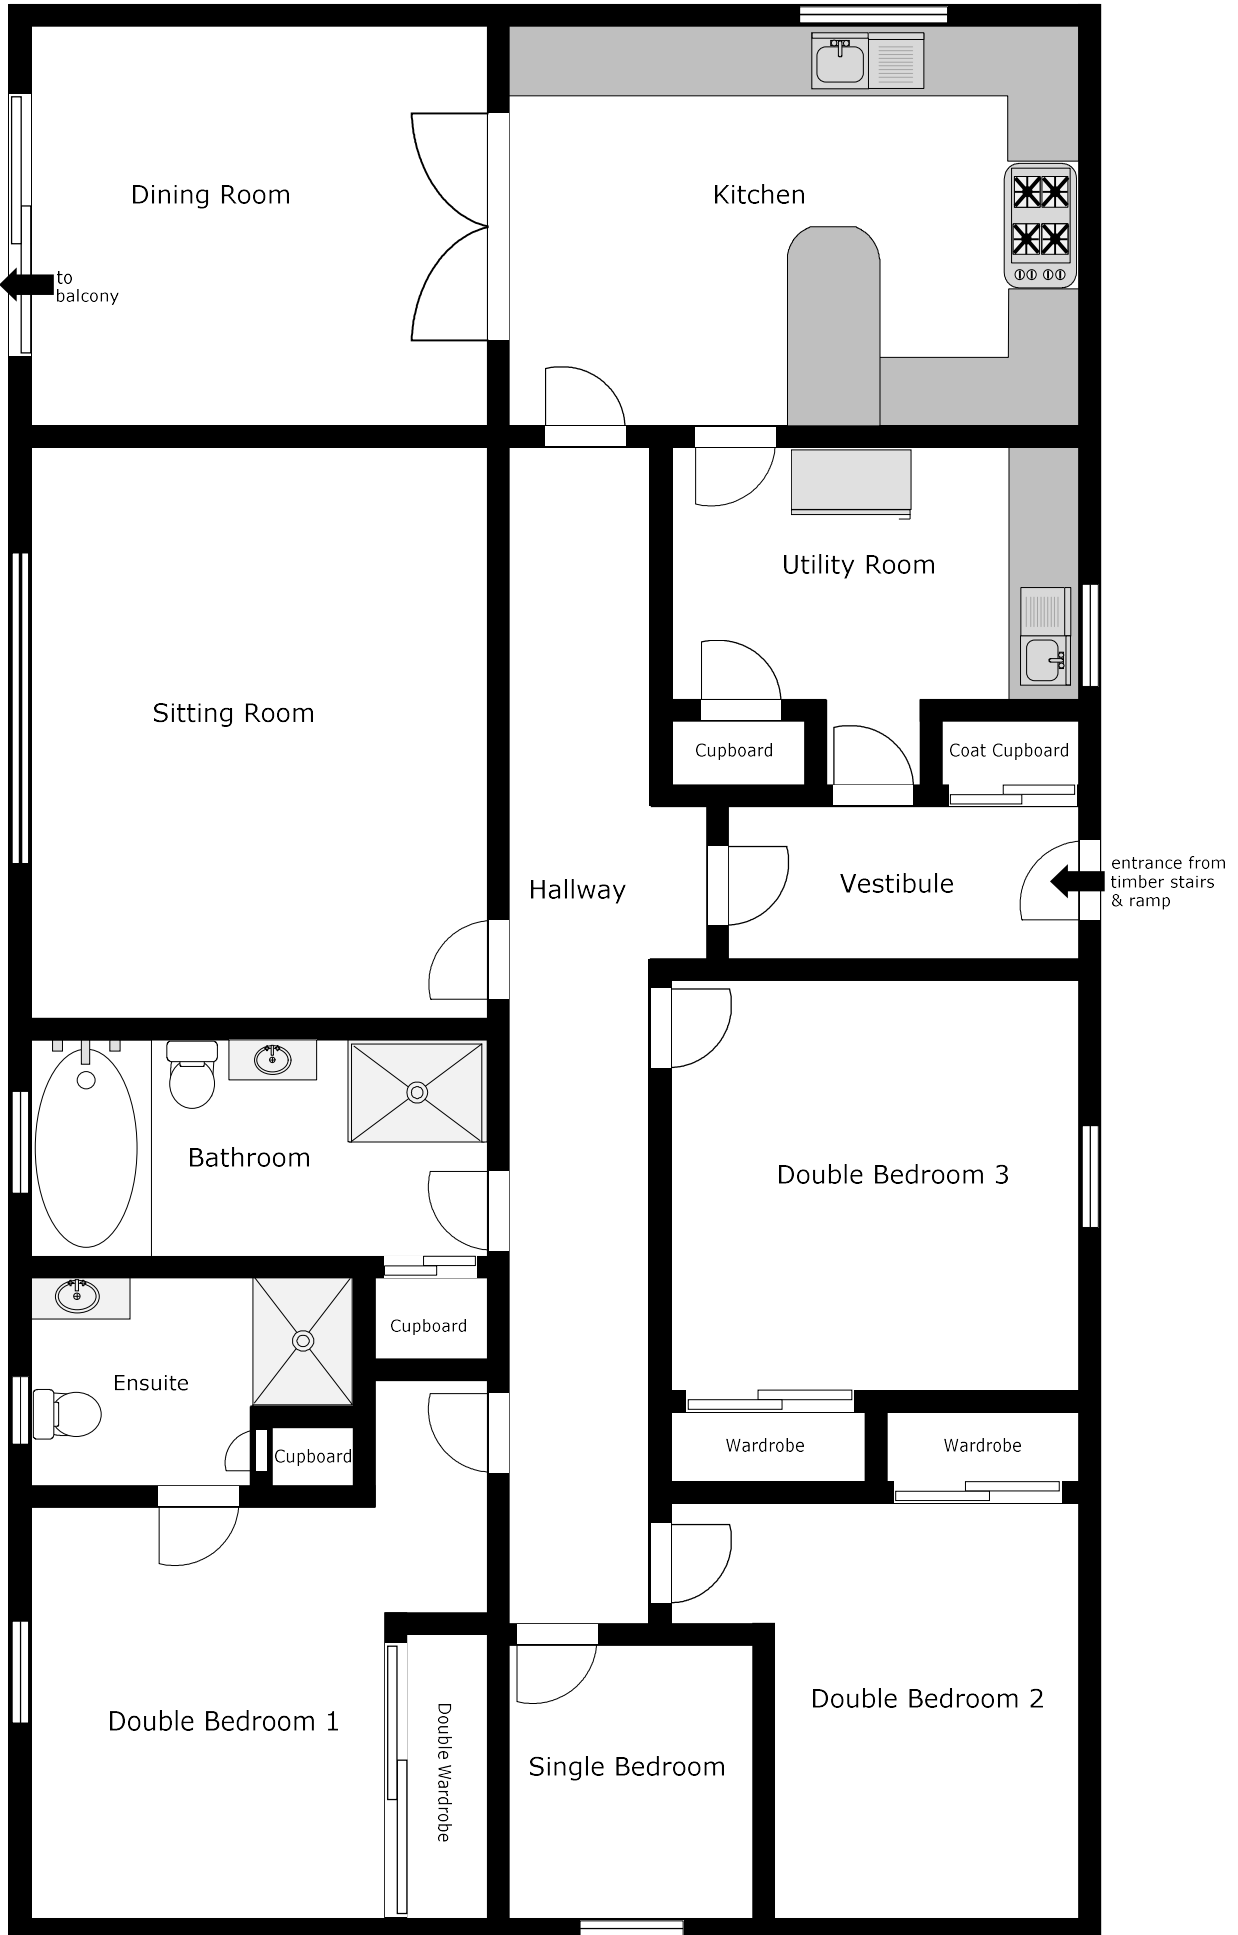 Dining Room
Kitchen
to
balcony
Utility Room
Sitting Room
Cupboard
Coat Cupboard
Hallway
Vestibule
entrance from
timber stairs
& ramp
Bathroom
Double Bedroom 3
Cupboard
Ensuite
Cupboard
Wardrobe
Wardrobe
Double Bedroom 1
Double Wardrobe
Single Bedroom
Double Bedroom 2